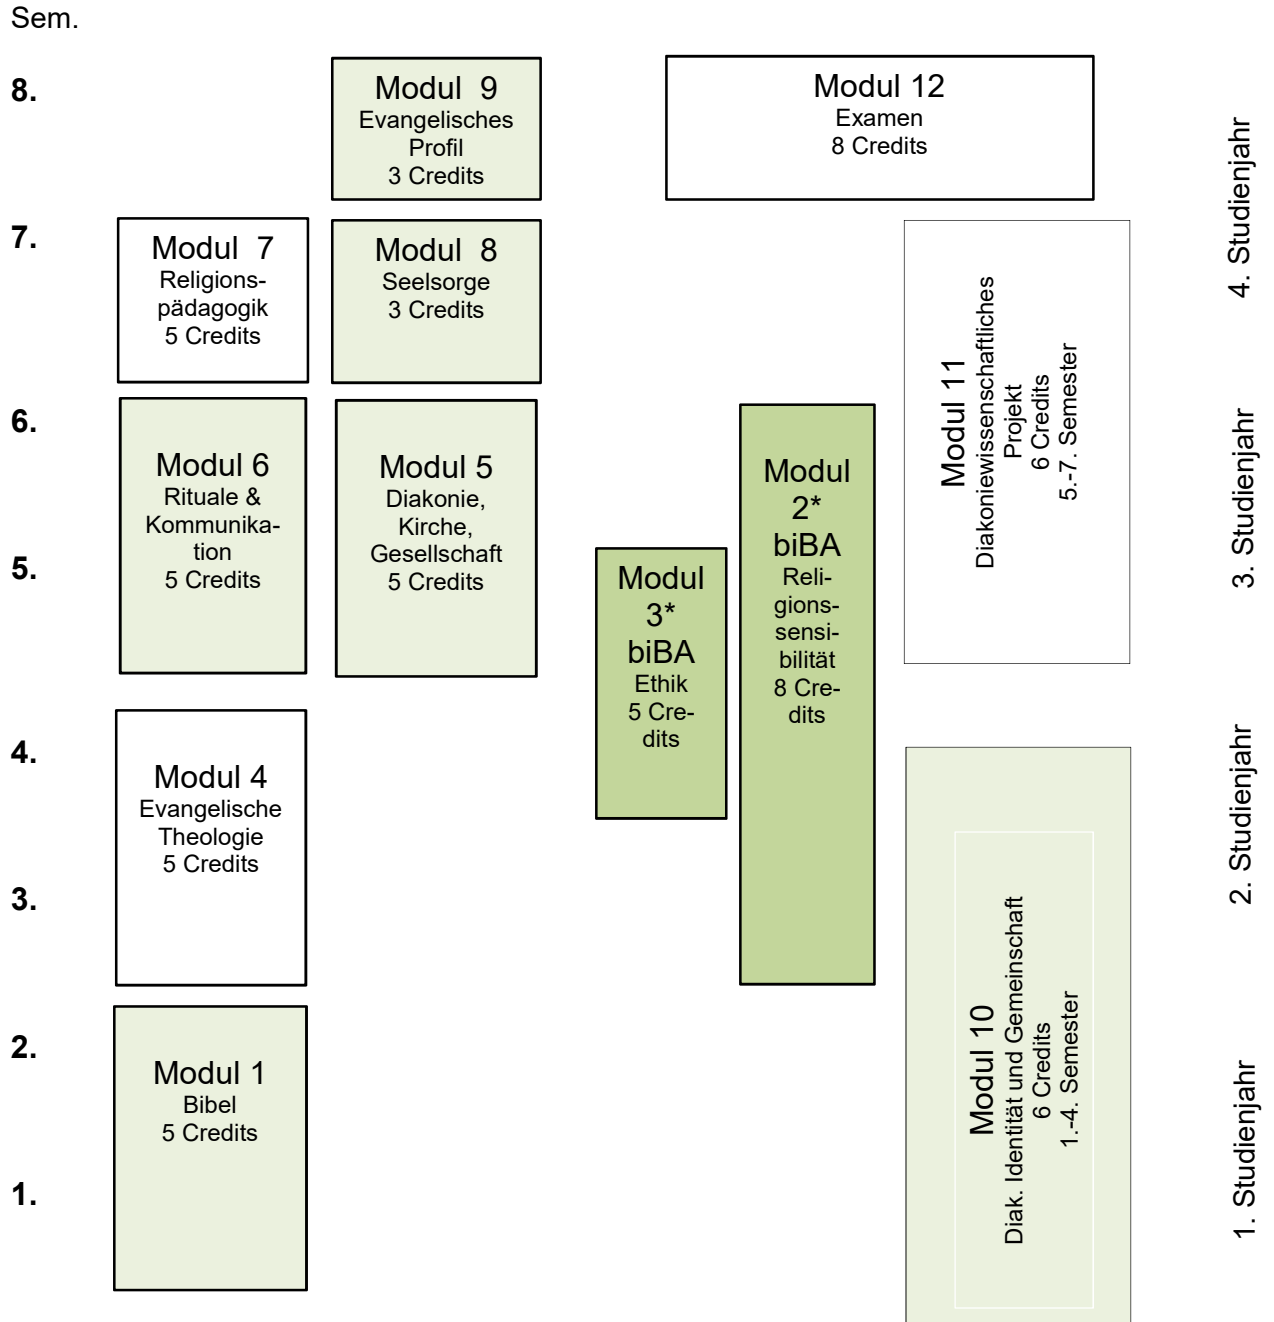 Sem.
8.
Modul 9
Evangelisches
Profil
3 Credits
Modul 12
Examen
8 Credits
4. Studienjahr
7.
Modul 7
Religions-
pädagogik
5 Credits
Modul 8
Seelsorge
3 Credits
Modul 11
Diakoniewissenschaftliches
Projekt
6 Credits
5.-7. Semester
6.
Modul 6
Rituale &
Kommunika-
tion
5 Credits
Modul 5
Diakonie,
Kirche,
Gesellschaft
5 Credits
Modul
2*
biBA
Reli-
gions-
sensi-
bilität
8 Cre-
dits
3. Studienjahr
5.
Modul
3*
biBA
Ethik
5 Cre-
dits
4.
Modul 4
Evangelische
Theologie
5 Credits
2. Studienjahr
3.
Modul 10
Diak. Identität und Gemeinschaft
6 Credits
1.-4. Semester
2.
Modul 1
Bibel
5 Credits
1. Studienjahr
1.